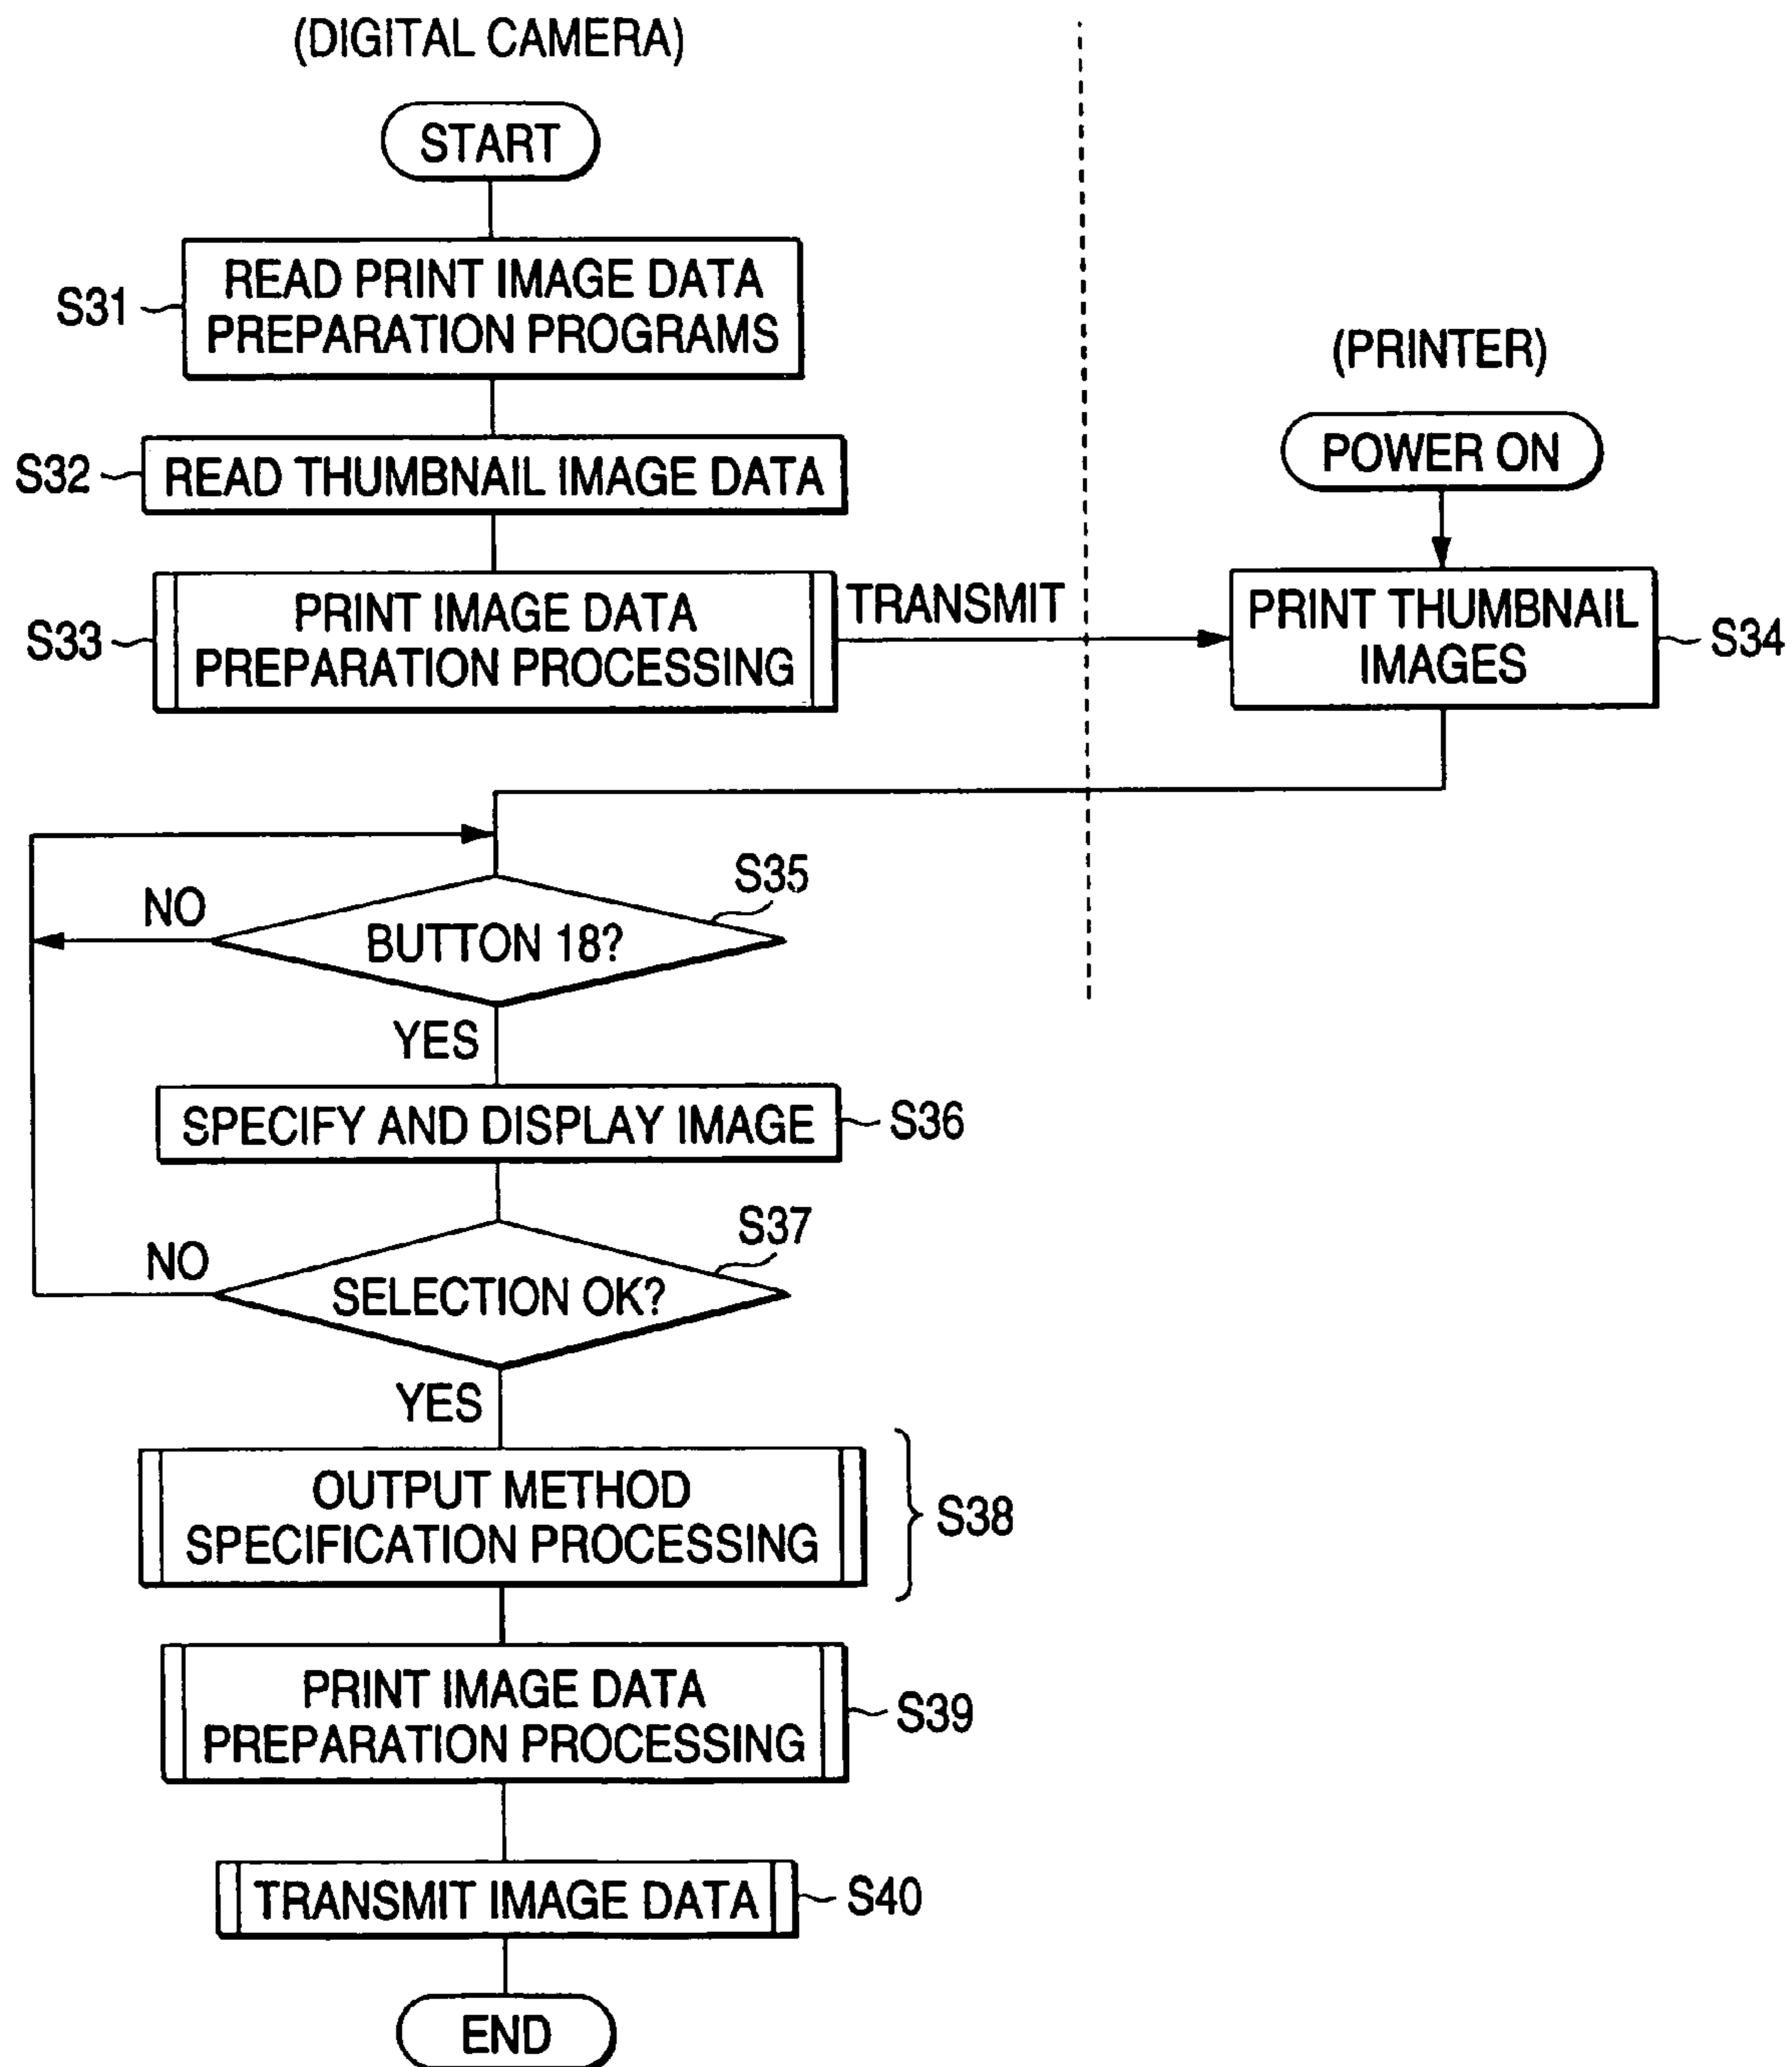 (DIGITAL CAMERA)
START
S31
READ PRINT IMAGE DATA
PREPARATION PROGRAMS
(PRINTER)
POWER ON
S32
READ THUMBNAIL IMAGE DATA
S33
PRINT IMAGE DATA
PREPARATION PROCESSING
TRANSMIT
PRINT THUMBNAIL
IMAGES
S34
S35
NO
BUTTON 18?
YES
SPECIFY AND DISPLAY IMAGE
S36
S37
NO
SELECTION OK?
YES
OUTPUT METHOD
SPECIFICATION PROCESSING
S38
PRINT IMAGE DATA
PREPARATION PROCESSING
S39
TRANSMIT IMAGE DATA
S40
END